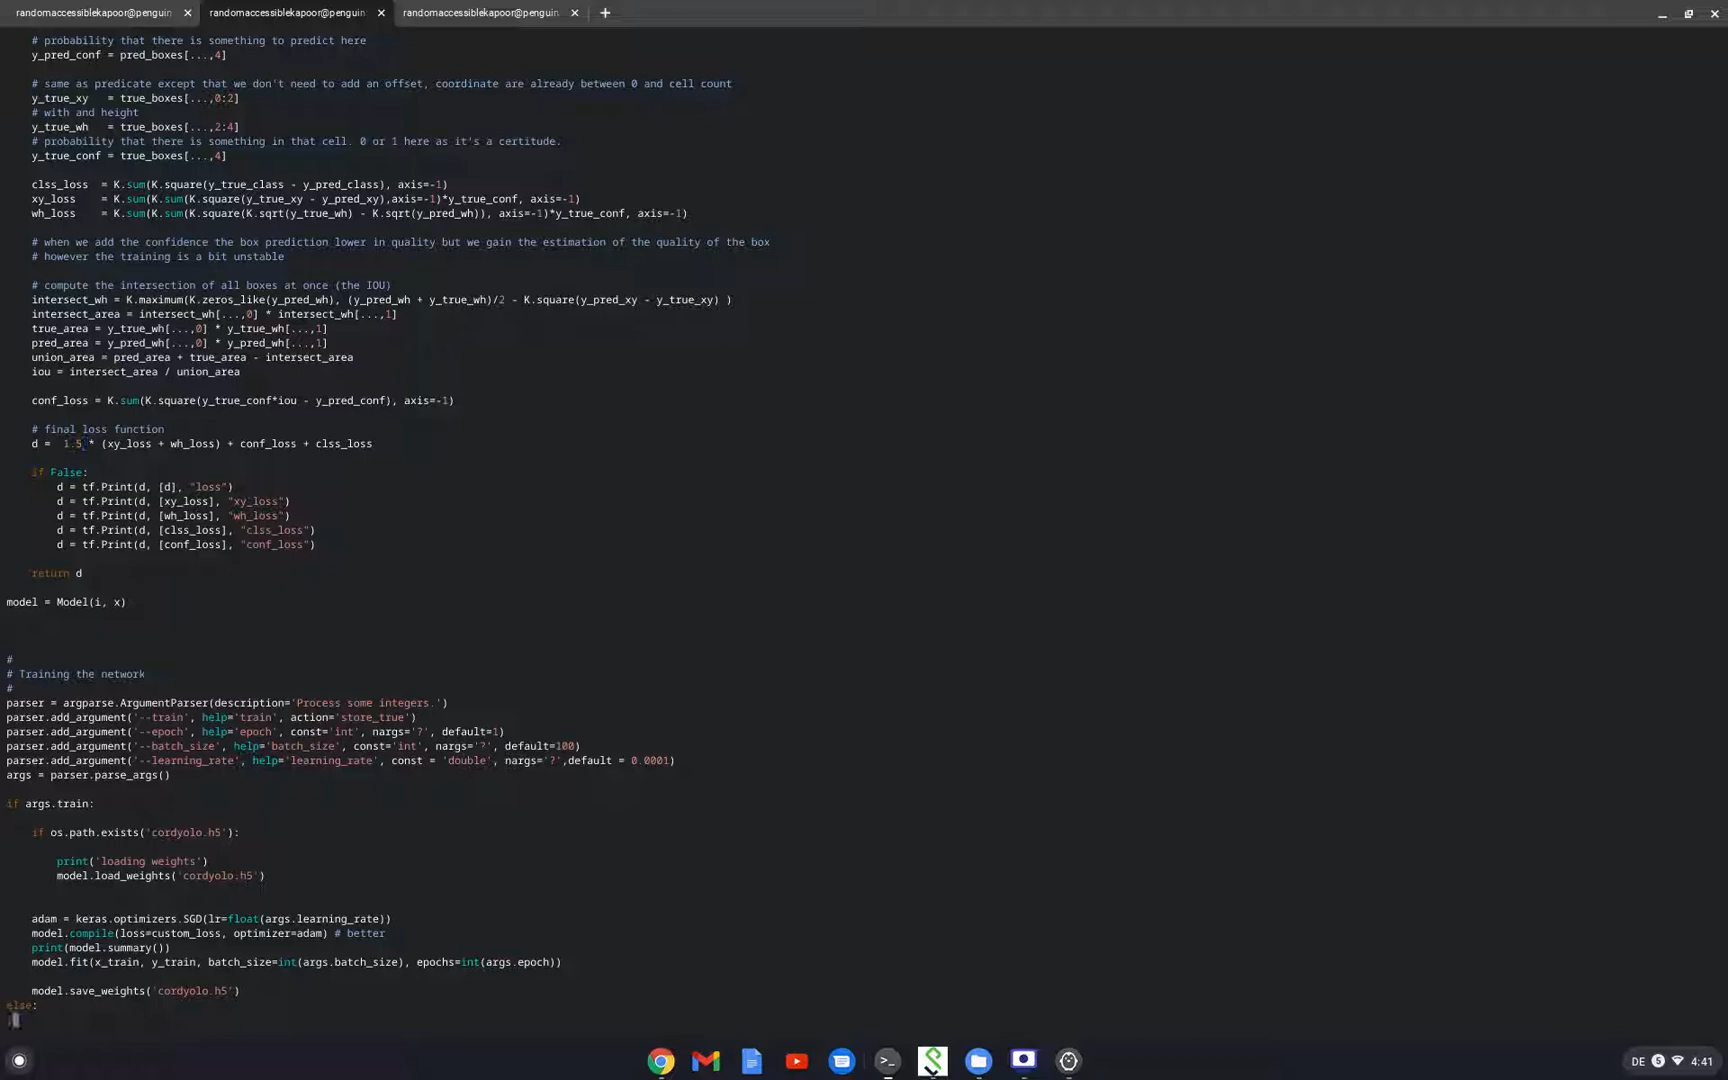 randomaccessiblekapoor@penguin
randomaccessiblekapoor@penguin
randomaccessiblekapoor@penguin
# probability that there is something to predict here
y_pred_conf = pred_boxes[...,4]
# same as predicate except that we don't need to add an offset, coordinate are already between 0 and cell count
y_true_xy   = true_boxes[...,0:2]
# with and height
y_true_wh   = true_boxes[...,2:4]
# probability that there is something in that cell. 0 or 1 here as it's a certitude.
y_true_conf = true_boxes[...,4]
clss_loss  = K.sum(K.square(y_true_class - y_pred_class), axis=-1)
xy_loss    = K.sum(K.sum(K.square(y_true_xy - y_pred_xy),axis=-1)*y_true_conf, axis=-1)
wh_loss    = K.sum(K.sum(K.square(K.sqrt(y_true_wh) - K.sqrt(y_pred_wh)), axis=-1)*y_true_conf, axis=-1)
# when we add the confidence the box prediction lower in quality but we gain the estimation of the quality of the box
# however the training is a bit unstable
# compute the intersection of all boxes at once (the IOU)
intersect_wh = K.maximum(K.zeros_like(y_pred_wh), (y_pred_wh + y_true_wh)/2 - K.square(y_pred_xy - y_true_xy) )
intersect_area = intersect_wh[...,0] * intersect_wh[...,1]
true_area = y_true_wh[...,0] * y_true_wh[...,1]
pred_area = y_pred_wh[...,0] * y_pred_wh[...,1]
union_area = pred_area + true_area - intersect_area
iou = intersect_area / union_area
conf_loss = K.sum(K.square(y_true_conf*iou - y_pred_conf), axis=-1)
# final loss function
d =  1.5 * (xy_loss + wh_loss) + conf_loss + clss_loss
if False:
d = tf.Print(d, [d], "loss")
d = tf.Print(d, [xy_loss], "xy_loss")
d = tf.Print(d, [wh_loss], "wh_loss")
d = tf.Print(d, [clss_loss], "clss_loss")
d = tf.Print(d, [conf_loss], "conf_loss")
return d
model = Model(i, x)
#
# Training the network
#
parser = argparse.ArgumentParser(description='Process some integers.')
parser.add_argument('--train', help='train', action='store_true')
parser.add_argument('--epoch', help='epoch', const='int', nargs='?', default=1)
parser.add_argument('--batch_size', help='batch_size', const='int', nargs='?', default=100)
parser.add_argument('--learning_rate', help='learning_rate', const = 'double', nargs='?',default = 0.0001)
args = parser.parse_args()
if args.train:
if os.path.exists('cordyolo.h5'):
print('loading weights')
model.load_weights('cordyolo.h5')
adam = keras.optimizers.SGD(lr=float(args.learning_rate))
model.compile(loss=custom_loss, optimizer=adam) # better
print(model.summary())
model.fit(x_train, y_train, batch_size=int(args.batch_size), epochs=int(args.epoch))
model.save_weights('cordyolo.h5')
else:
:
DE 5 4:41